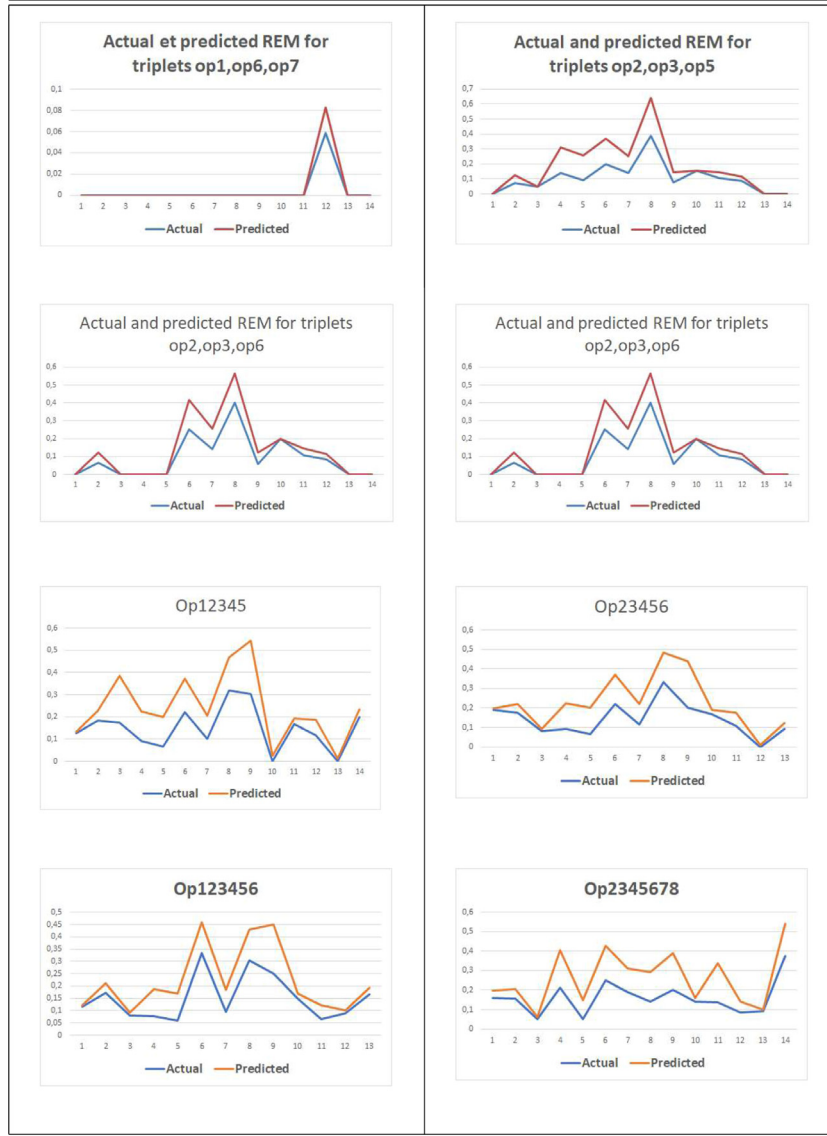 Actual et predicted REM for
triplets op1,op6,op7
0,1
0,08
0,06
0,04
0,02
0
1 2 3 4 5 6 7 8 9 10 11 12 13 14
Actual Predicted
Actual and predicted REM for
triplets op2,op3,op5
0,7
0,6
0,5
0,4
0,3
0,2
0,1
0
1 2 3 4 5 6 7 8 9 10 11 12 13 14
Actual Predicted
Actual and predicted REM for triplets
op2,op3,op6
0,6
0,5
0,4
0,3
0,2
0,1
0
1 2 3 4 5 6 7 8 9 10 11 12 13 14
Actual Predicted
Actual and predicted REM for triplets
op2,op3,op6
0,6
0,5
0,4
0,3
0,2
0,1
0
1 2 3 4 5 6 7 8 9 10 11 12 13 14
Actual Predicted
Op12345
0,6
0,5
0,4
0,3
0,2
0,1
0
1 2 3 4 5 6 7 8 9 10 11 12 13 14
Actual Predicted
Op23456
0,6
0,5
0,4
0,3
0,2
0,1
0
1 2 3 4 5 6 7 8 9 10 11 12 13
Actual Predicted
Op123456
0,5
0,45
0,4
0,35
0,3
0,25
0,2
0,15
0,1
0,05
0
1 2 3 4 5 6 7 8 9 10 11 12 13
Actual Predicted
Op2345678
0,6
0,5
0,4
0,3
0,2
0,1
0
1 2 3 4 5 6 7 8 9 10 11 12 13 14
Actual Predicted